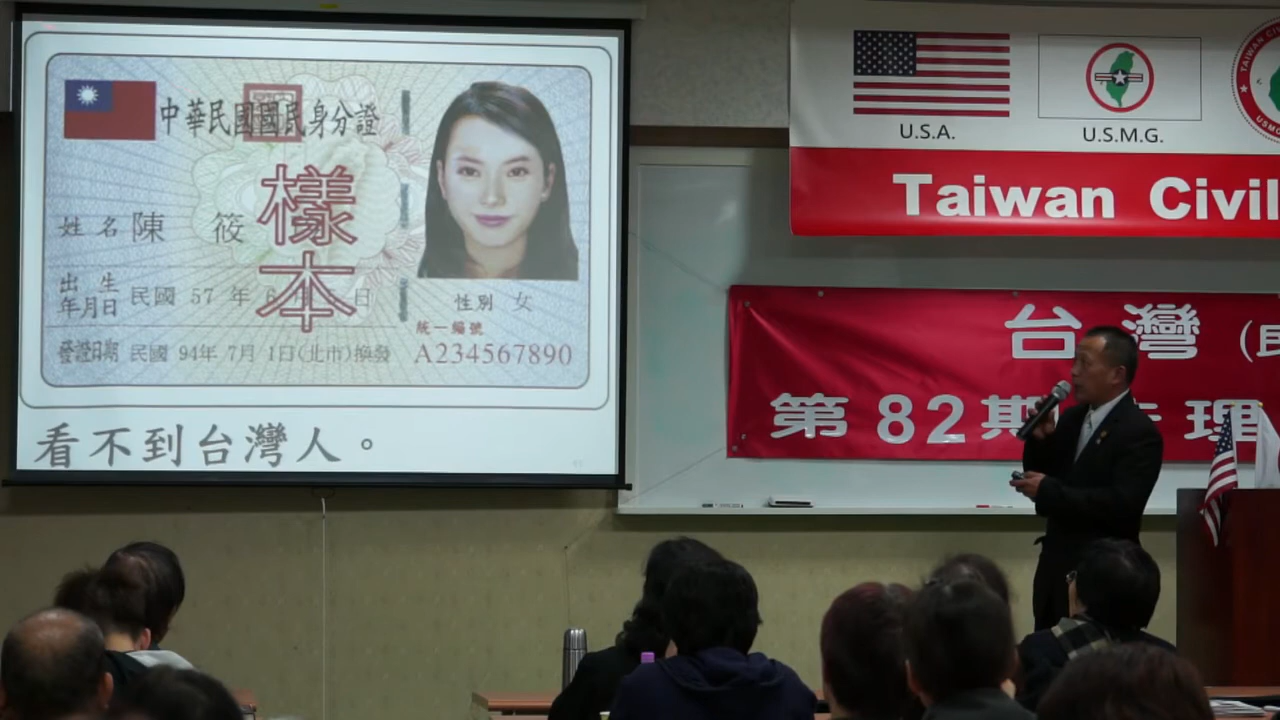 中華民國國民身分證
樣本
姓名 陳 筱
出生年月日 民國 57 年 6 日
性別 女
統一編號
發證日期 民國 94年 7月 1日(北市)換發
A234567890
看不到台灣人。
U.S.A.
U.S.M.G.
TAIWAN
Taiwan Civil
台灣 (
第 82 期 理